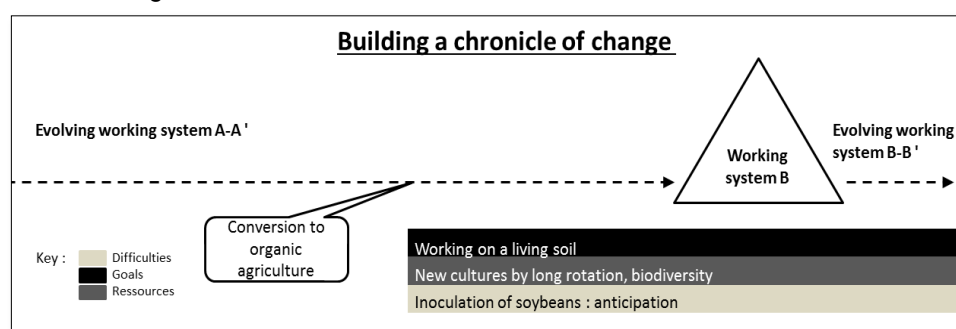 Building a chronicle of change
Evolving working system A-A '
Working
system B
Evolving working
system B-B '
Conversion to
organic
agriculture
Key :
Difficulties
Goals
Ressources
Working on a living soil
New cultures by long rotation, biodiversity
Inoculation of soybeans : anticipation